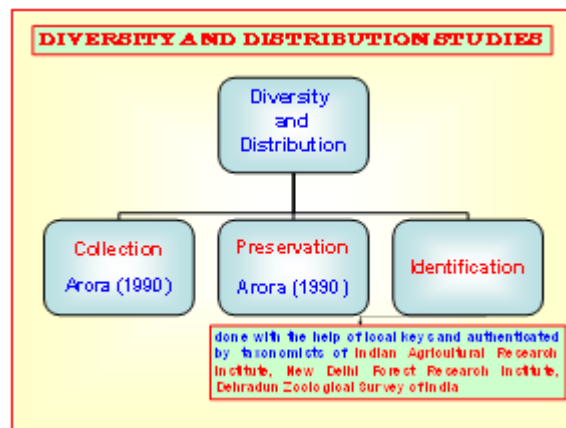 DIVERSITY AND DISTRIBUTION STUDIES
Diversity
and
Distribution
Collection
Arora (1990)
Preservation
Arora (1990)
Identification
done with the help of local keys and authenticated
by taxonomists of Indian Agricultural Research
Institute, New Delhi Forest Research Institute,
Dehradun Zoological Survey of India